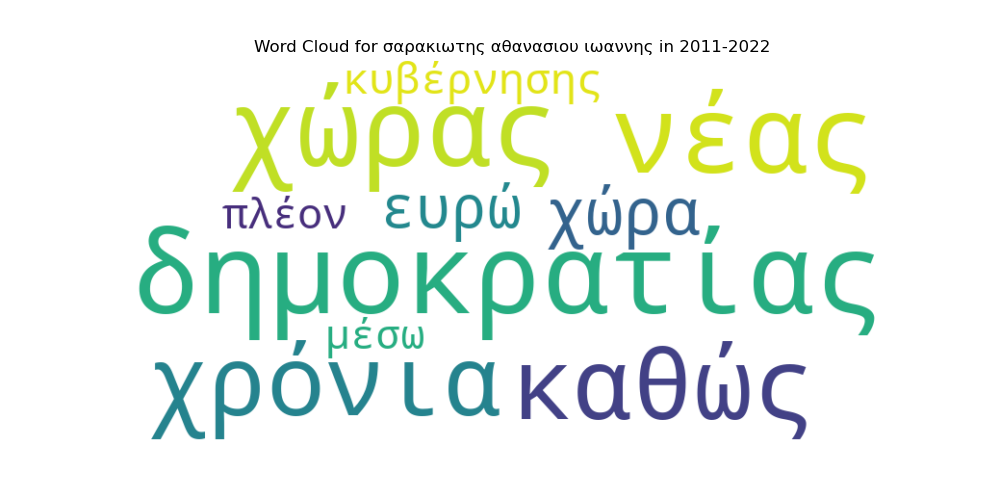 Word Cloud for σαρακιωτης αθανασιου ιωαννης in 2011-2022
κυβέρνησης
χώρας νέας
πλέον ευρώ χώρα
δημοκρατίας
μέσω
χρόνια καθώς